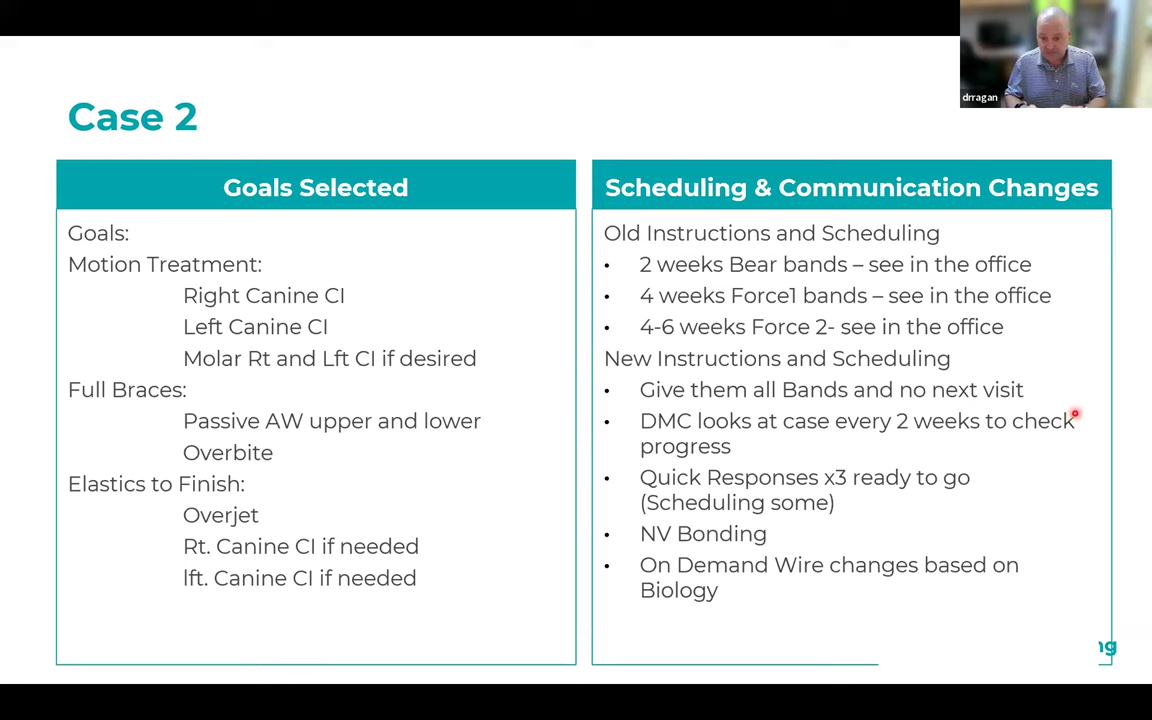 drragan
Case 2
Goals Selected
Goals:
Motion Treatment:
Right Canine CI
Left Canine CI
Molar Rt and Lft CI if desired
Full Braces:
Passive AW upper and lower
Overbite
Elastics to Finish:
Overjet
Rt. Canine CI if needed
lft. Canine CI if needed
Scheduling & Communication Changes
Old Instructions and Scheduling
• 2 weeks Bear bands – see in the office
• 4 weeks Force1 bands – see in the office
• 4-6 weeks Force 2- see in the office
New Instructions and Scheduling
• Give them all Bands and no next visit
• DMC looks at case every 2 weeks to check
progress
• Quick Responses x3 ready to go
(Scheduling some)
• NV Bonding
• On Demand Wire changes based on
Biology